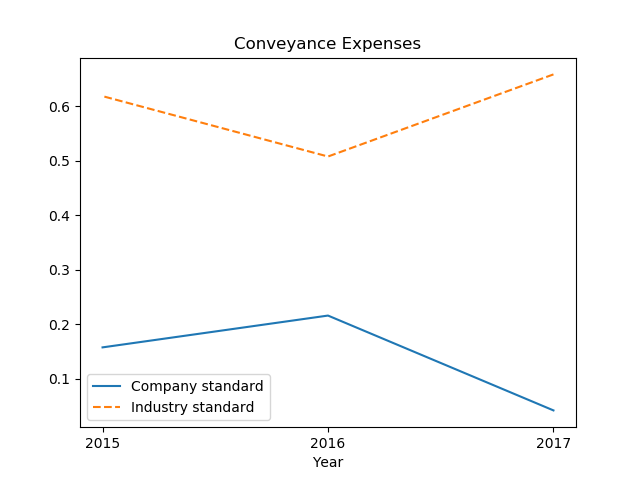 Conveyance Expenses
0.6
0.5
0.4
0.3
0.2
0.1
Company standard
Industry standard
2015 2016 2017
Year